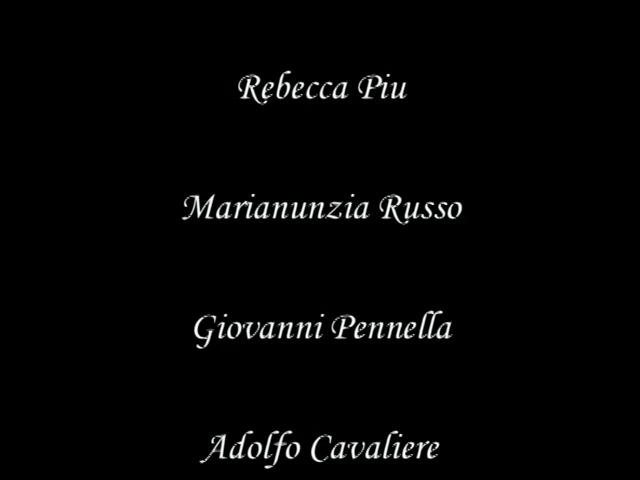 Rebecca Piu
Marianunzia Russo
Giovanni Pennella
Adolfo Cavaliere